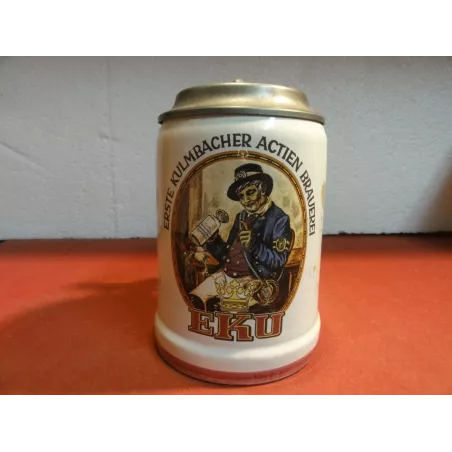 ERSTE KULMBACHER ACTIEN BRAUEREI
EKU